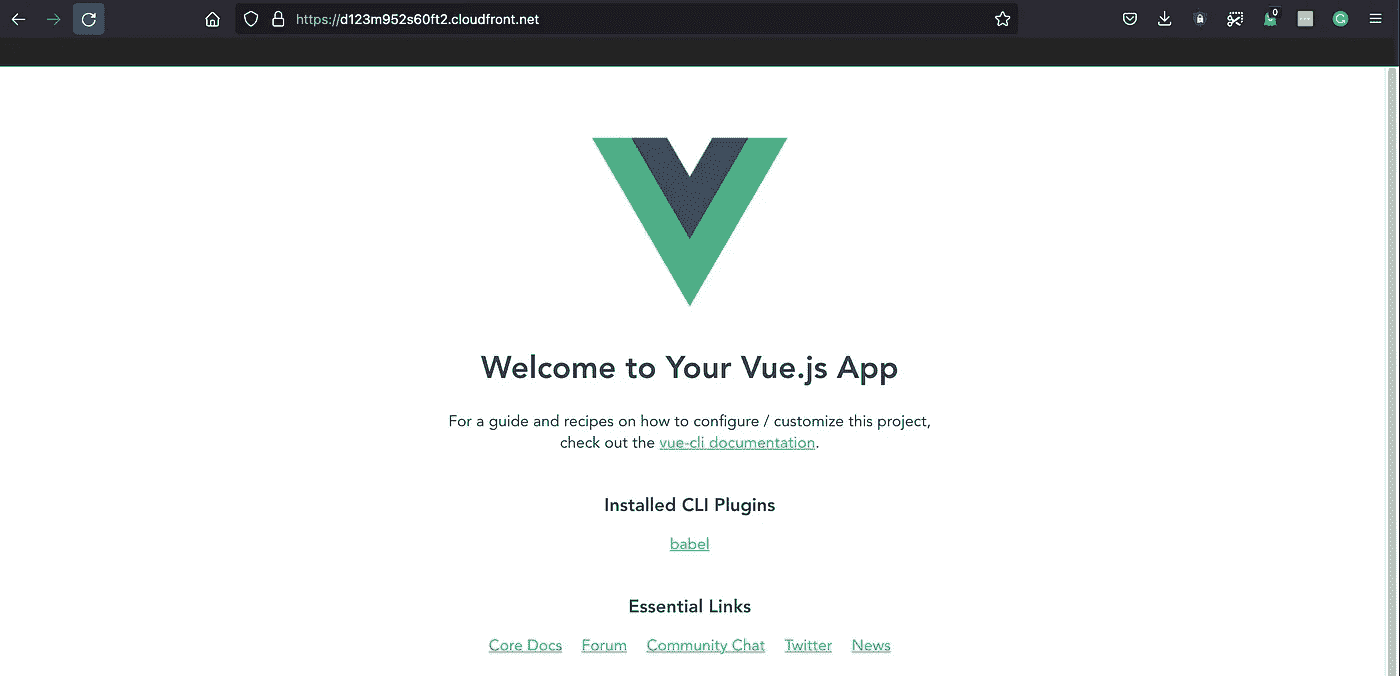 https://d123m952s60ft2.cloudfront.net
0
Welcome to Your Vue.js App
For a guide and recipes on how to configure / customize this project,
check out the vue-cli documentation.
Installed CLI Plugins
babel
Essential Links
Core Docs Forum Community Chat Twitter News